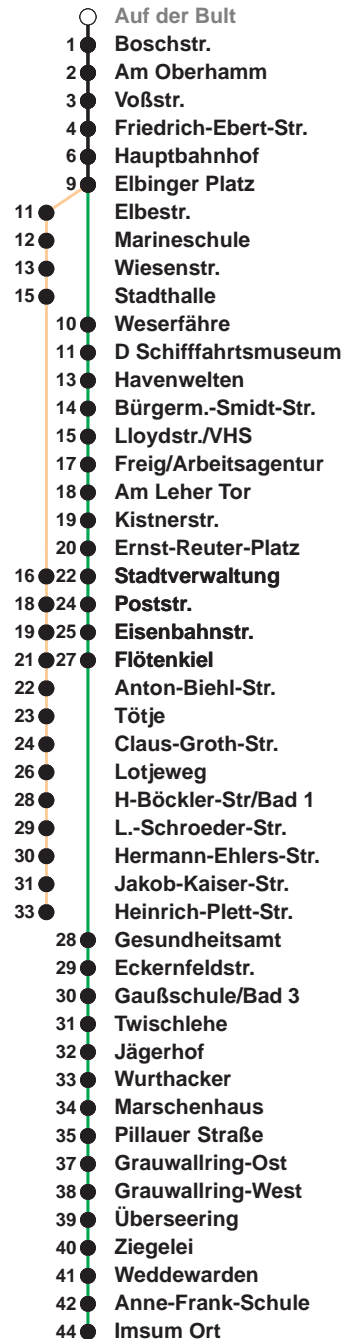 Auf der Bult
1 Boschstr.
2 Am Oberhamm
3 Voßstr.
4 Friedrich-Ebert-Str.
6 Hauptbahnhof
9 Elbinger Platz
11 Elbestr.
12 Marineschule
13 Wiesenstr.
15 Stadthalle
10 Weserfähre
11 D Schifffahrtsmuseum
13 Havenwelten
14 Bürgerm.-Smidt-Str.
15 Lloydstr./VHS
17 Freig/Arbeitsagentur
18 Am Leher Tor
19 Kistnerstr.
20 Ernst-Reuter-Platz
16 22 Stadtverwaltung
18 24 Poststr.
19 25 Eisenbahnstr.
21 27 Flötenkiel
22 Anton-Biehl-Str.
23 Tötje
24 Claus-Groth-Str.
26 Lotjeweg
28 H-Böckler-Str/Bad 1
29 L.-Schroeder-Str.
30 Hermann-Ehlers-Str.
31 Jakob-Kaiser-Str.
33 Heinrich-Plett-Str.
28 Gesundheitsamt
29 Eckernfeldstr.
30 Gaußschule/Bad 3
31 Twischlehe
32 Jägerhof
33 Wurthacker
34 Marschenhaus
35 Pillauer Straße
37 Grauwallring-Ost
38 Grauwallring-West
39 Überseering
40 Ziegelei
41 Weddewarden
42 Anne-Frank-Schule
44 Imsum Ort